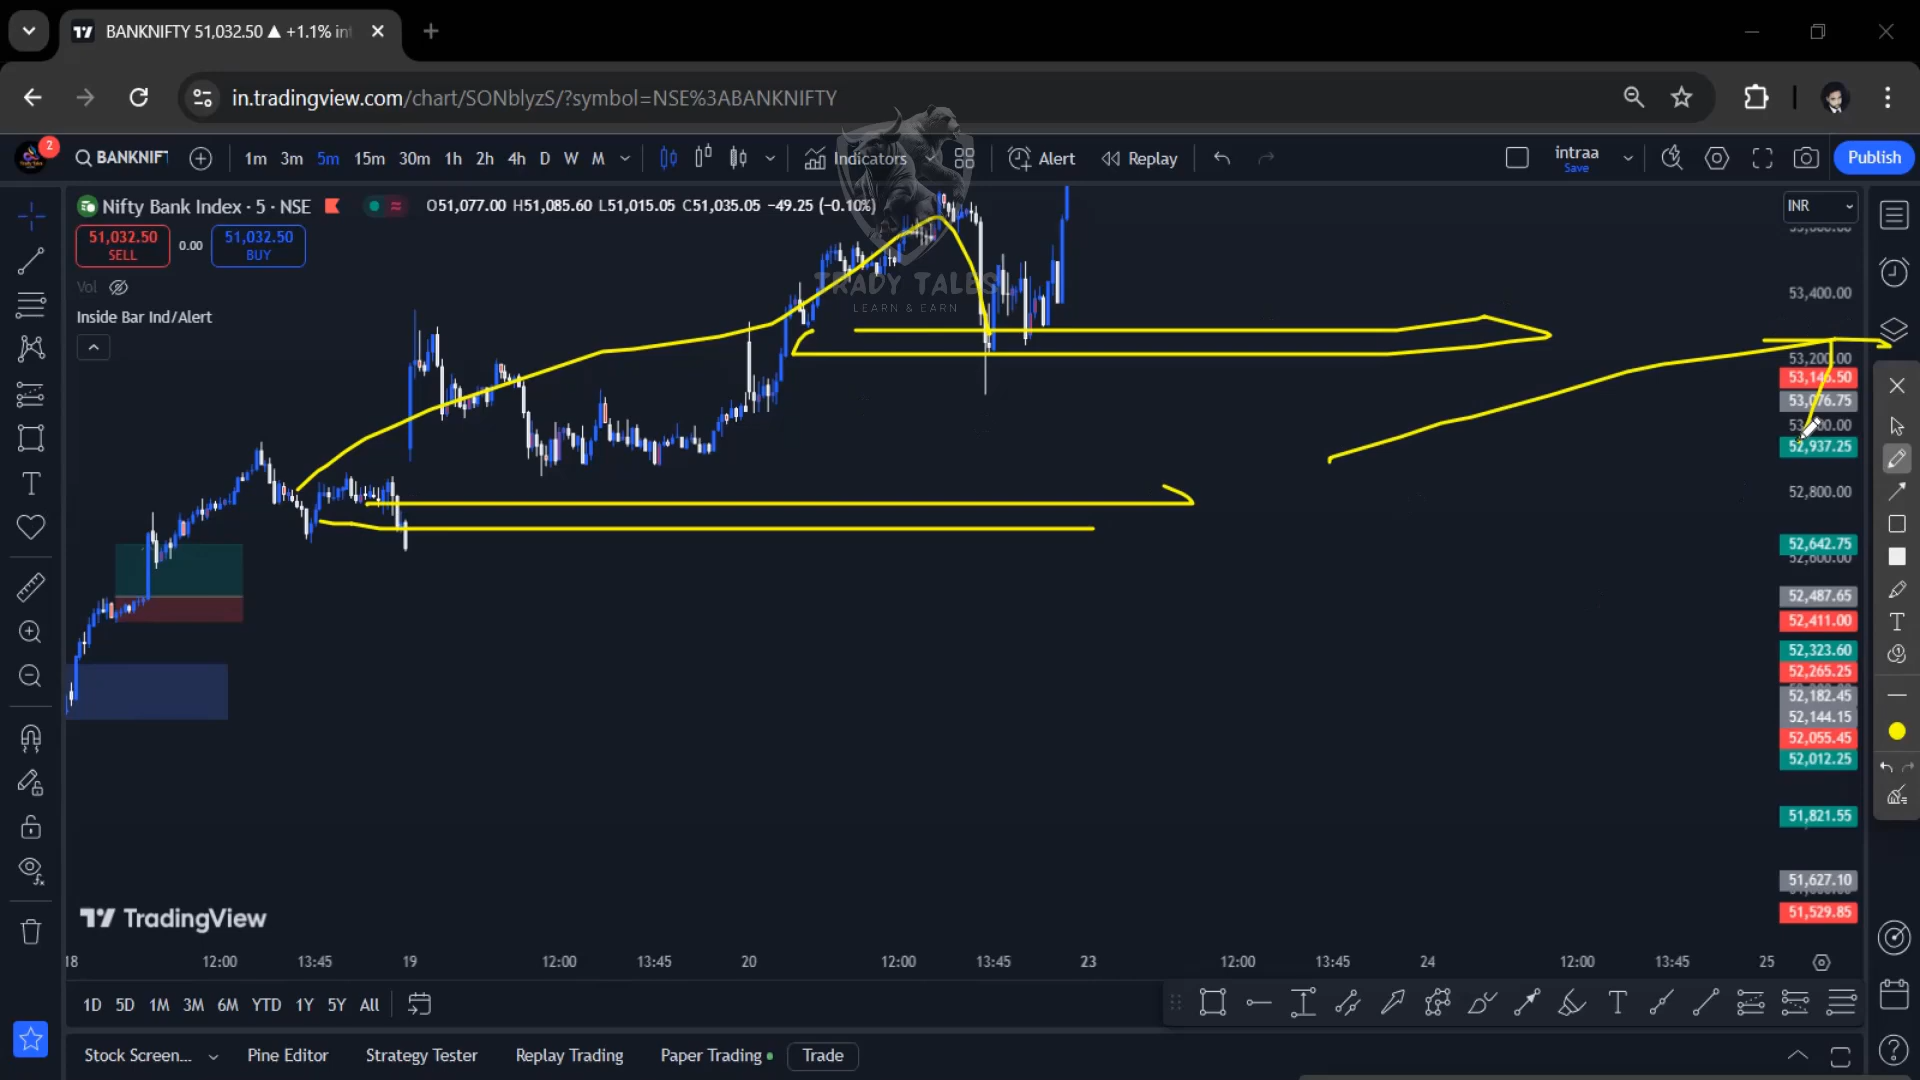 BANKNIFTY 51,032.50 ▲ +1.1% int
in.tradingview.com/chart/SONblyzS/?symbol=NSE%3ABANKNIFTY
2
BANKNIFT 1m 3m 5m 15m 30m 1h 2h 4h D W M Indicators Alert Replay intraa Save Publish
Nifty Bank Index · 5 · NSE O51,077.00 H51,085.60 L51,015.05 C51,035.05 −49.25 (−0.10%) INR
51,032.50 SELL 0.00 51,032.50 BUY
Vol
Inside Bar Ind/Alert
TRADY TALES
LEARN & EARN
53,400.00
53,200.00
53,076.75
52,937.25
52,800.00
52,642.75
52,600.00
52,487.65
52,411.00
52,323.60
52,265.25
52,182.45
52,144.15
52,055.45
52,012.25
51,821.55
51,627.10
51,529.85
TradingView
18 12:00 13:45 19 12:00 13:45 20 12:00 13:45 23 12:00 13:45 24 12:00 13:45 25
1D 5D 1M 3M 6M YTD 1Y 5Y All
Stock Screen... Pine Editor Strategy Tester Replay Trading Paper Trading Trade